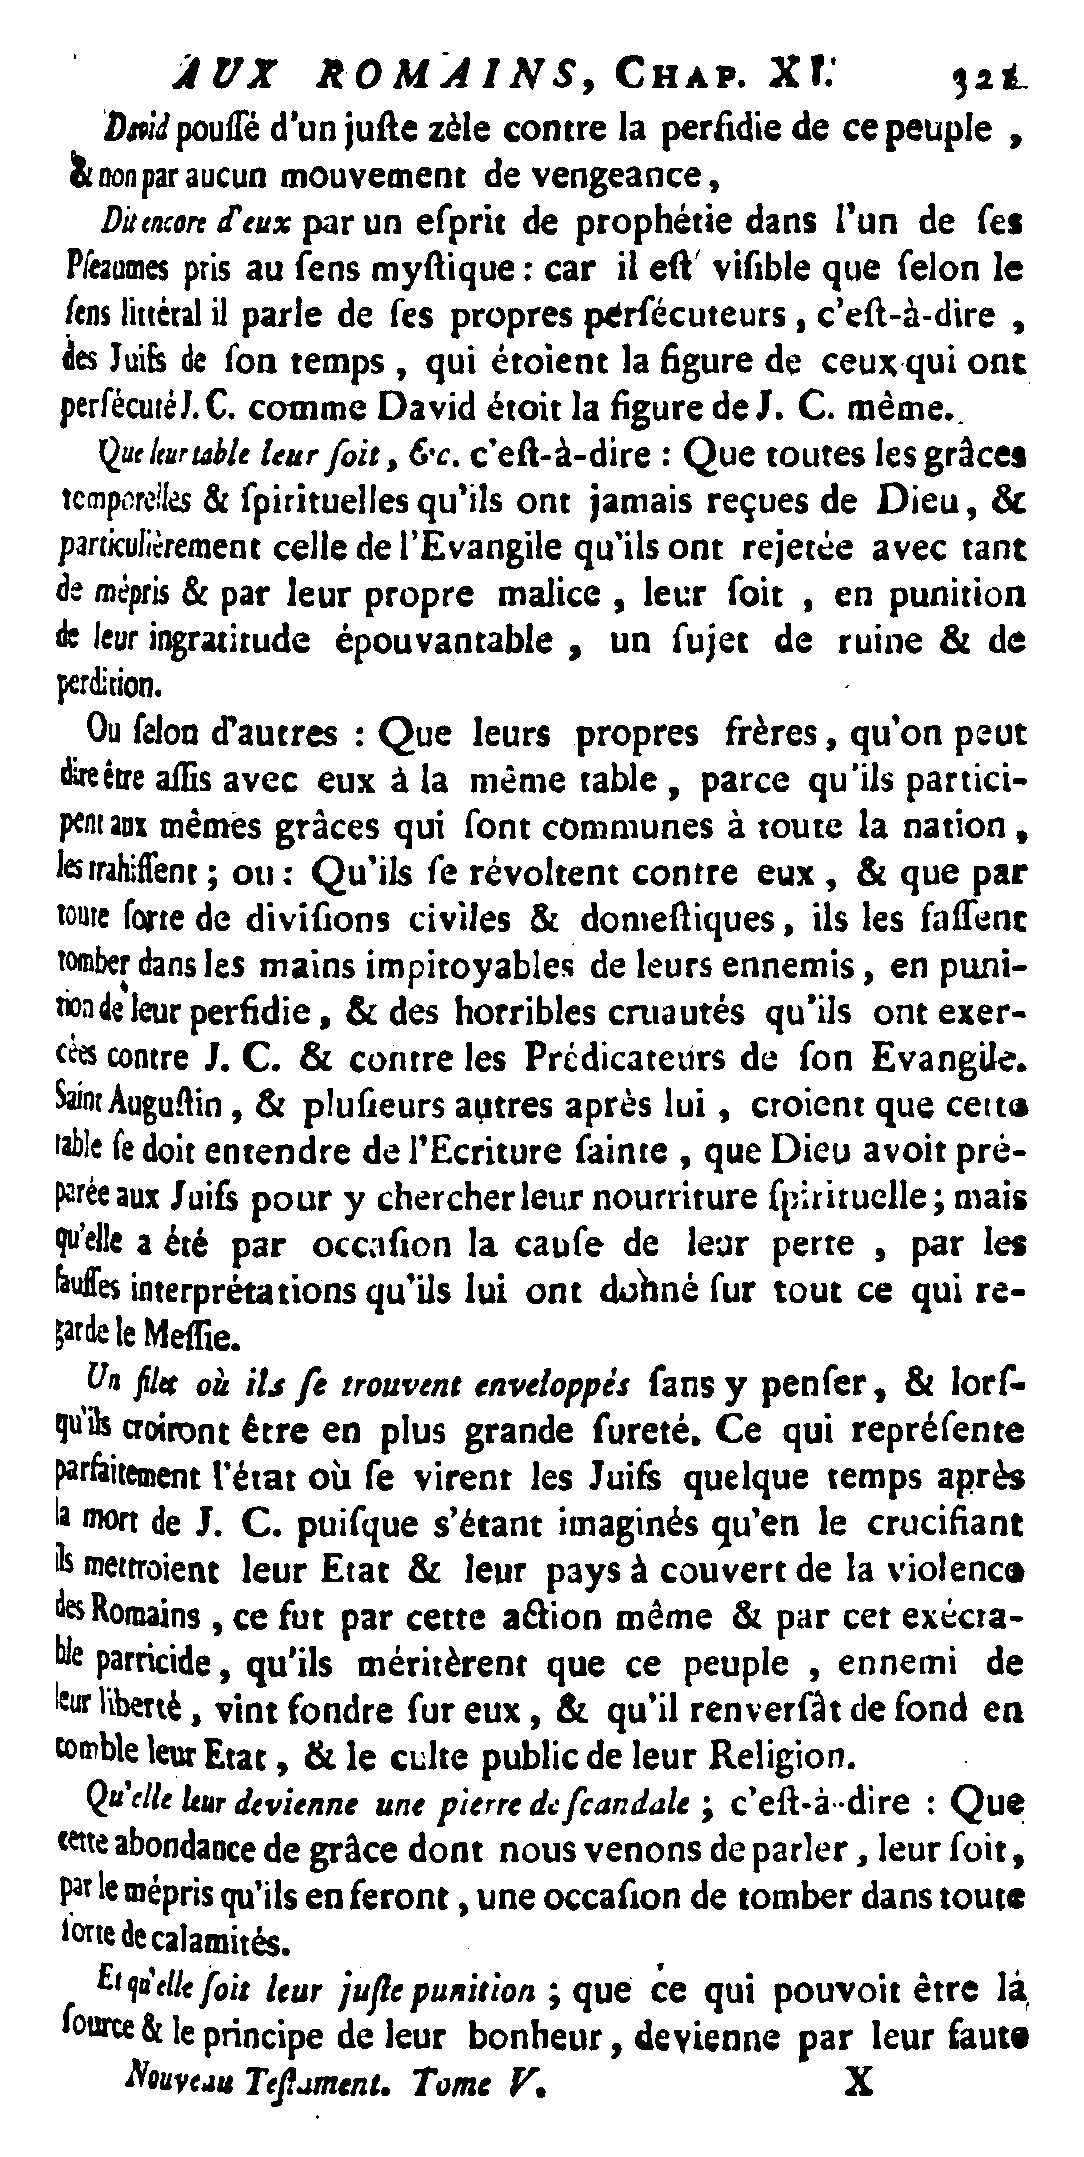 AUX ROMAINS, CHAP. XI. 321
David pouſſé d'un juſte zèle contre la perfidie de ce peuple ,
& non par aucun mouvement de vengeance,
Dit encore d'eux par un eſprit de prophétie dans l'un de ſes
Pſeaumes pris au ſens myſtique : car il eſt viſible que ſelon le
ſens littéral il parle de ſes propres perſécuteurs , c'eſt-à-dire ,
des Juifs de ſon temps , qui étoient la figure de ceux qui ont
perſécuté J. C. comme David étoit la figure de J. C. même.
Que leur table leur ſoit, &c. c'eſt-à-dire : Que toutes les grâces
temporelles & ſpirituelles qu'ils ont jamais reçues de Dieu, &
particulièrement celle de l'Evangile qu'ils ont rejetée avec tant
de mépris & par leur propre malice , leur ſoit , en punition
de leur ingratitude épouvantable , un ſujet de ruine & de
perdition.
Ou ſelon d'autres : Que leurs propres frères, qu'on peut
dire être aſſis avec eux à la même table, parce qu'ils partici-
pent aux mêmes grâces qui ſont communes à toute la nation,
les trahiſſent ; ou : Qu'ils ſe révoltent contre eux , & que par
toute ſorte de diviſions civiles & domeſtiques, ils les faſſent
tomber dans les mains impitoyables de leurs ennemis, en puni-
tion de leur perfidie, & des horribles cruautés qu'ils ont exer-
cées contre J. C. & contre les Prédicateurs de ſon Evangile.
Saint Auguſtin , & pluſieurs autres après lui , croient que cette
table ſe doit entendre de l'Ecriture ſainte , que Dieu avoit pré-
parée aux Juifs pour y chercher leur nourriture ſpirituelle ; mais
qu'elle a été par occaſion la cauſe de leur perte , par les
fauſſes interprétations qu'ils lui ont donné ſur tout ce qui re-
garde le Meſſie.
Un filet où ils ſe trouvent enveloppés ſans y penſer, & lorſ-
qu'ils croiront être en plus grande ſureté. Ce qui repréſente
parfaitement l'état où ſe virent les Juifs quelque temps après
la mort de J. C. puiſque s'étant imaginés qu'en le crucifiant
ils mettroient leur Etat & leur pays à couvert de la violence
des Romains , ce fut par cette action même & par cet exécra-
ble parricide, qu'ils méritèrent que ce peuple , ennemi de
leur liberté , vint fondre ſur eux , & qu'il renverſât de fond en
comble leur Etat, & le culte public de leur Religion.
Qu'elle leur devienne une pierre de ſcandale ; c'eſt-à-dire : Que
cette abondance de grâce dont nous venons de parler , leur ſoit,
par le mépris qu'ils en feront , une occaſion de tomber dans toute
ſorte de calamités.
Et qu'elle ſoit leur juſte punition ; que ce qui pouvoit être la
ſource & le principe de leur bonheur, devienne par leur faute
Nouveau Teſtament. Tome V. X